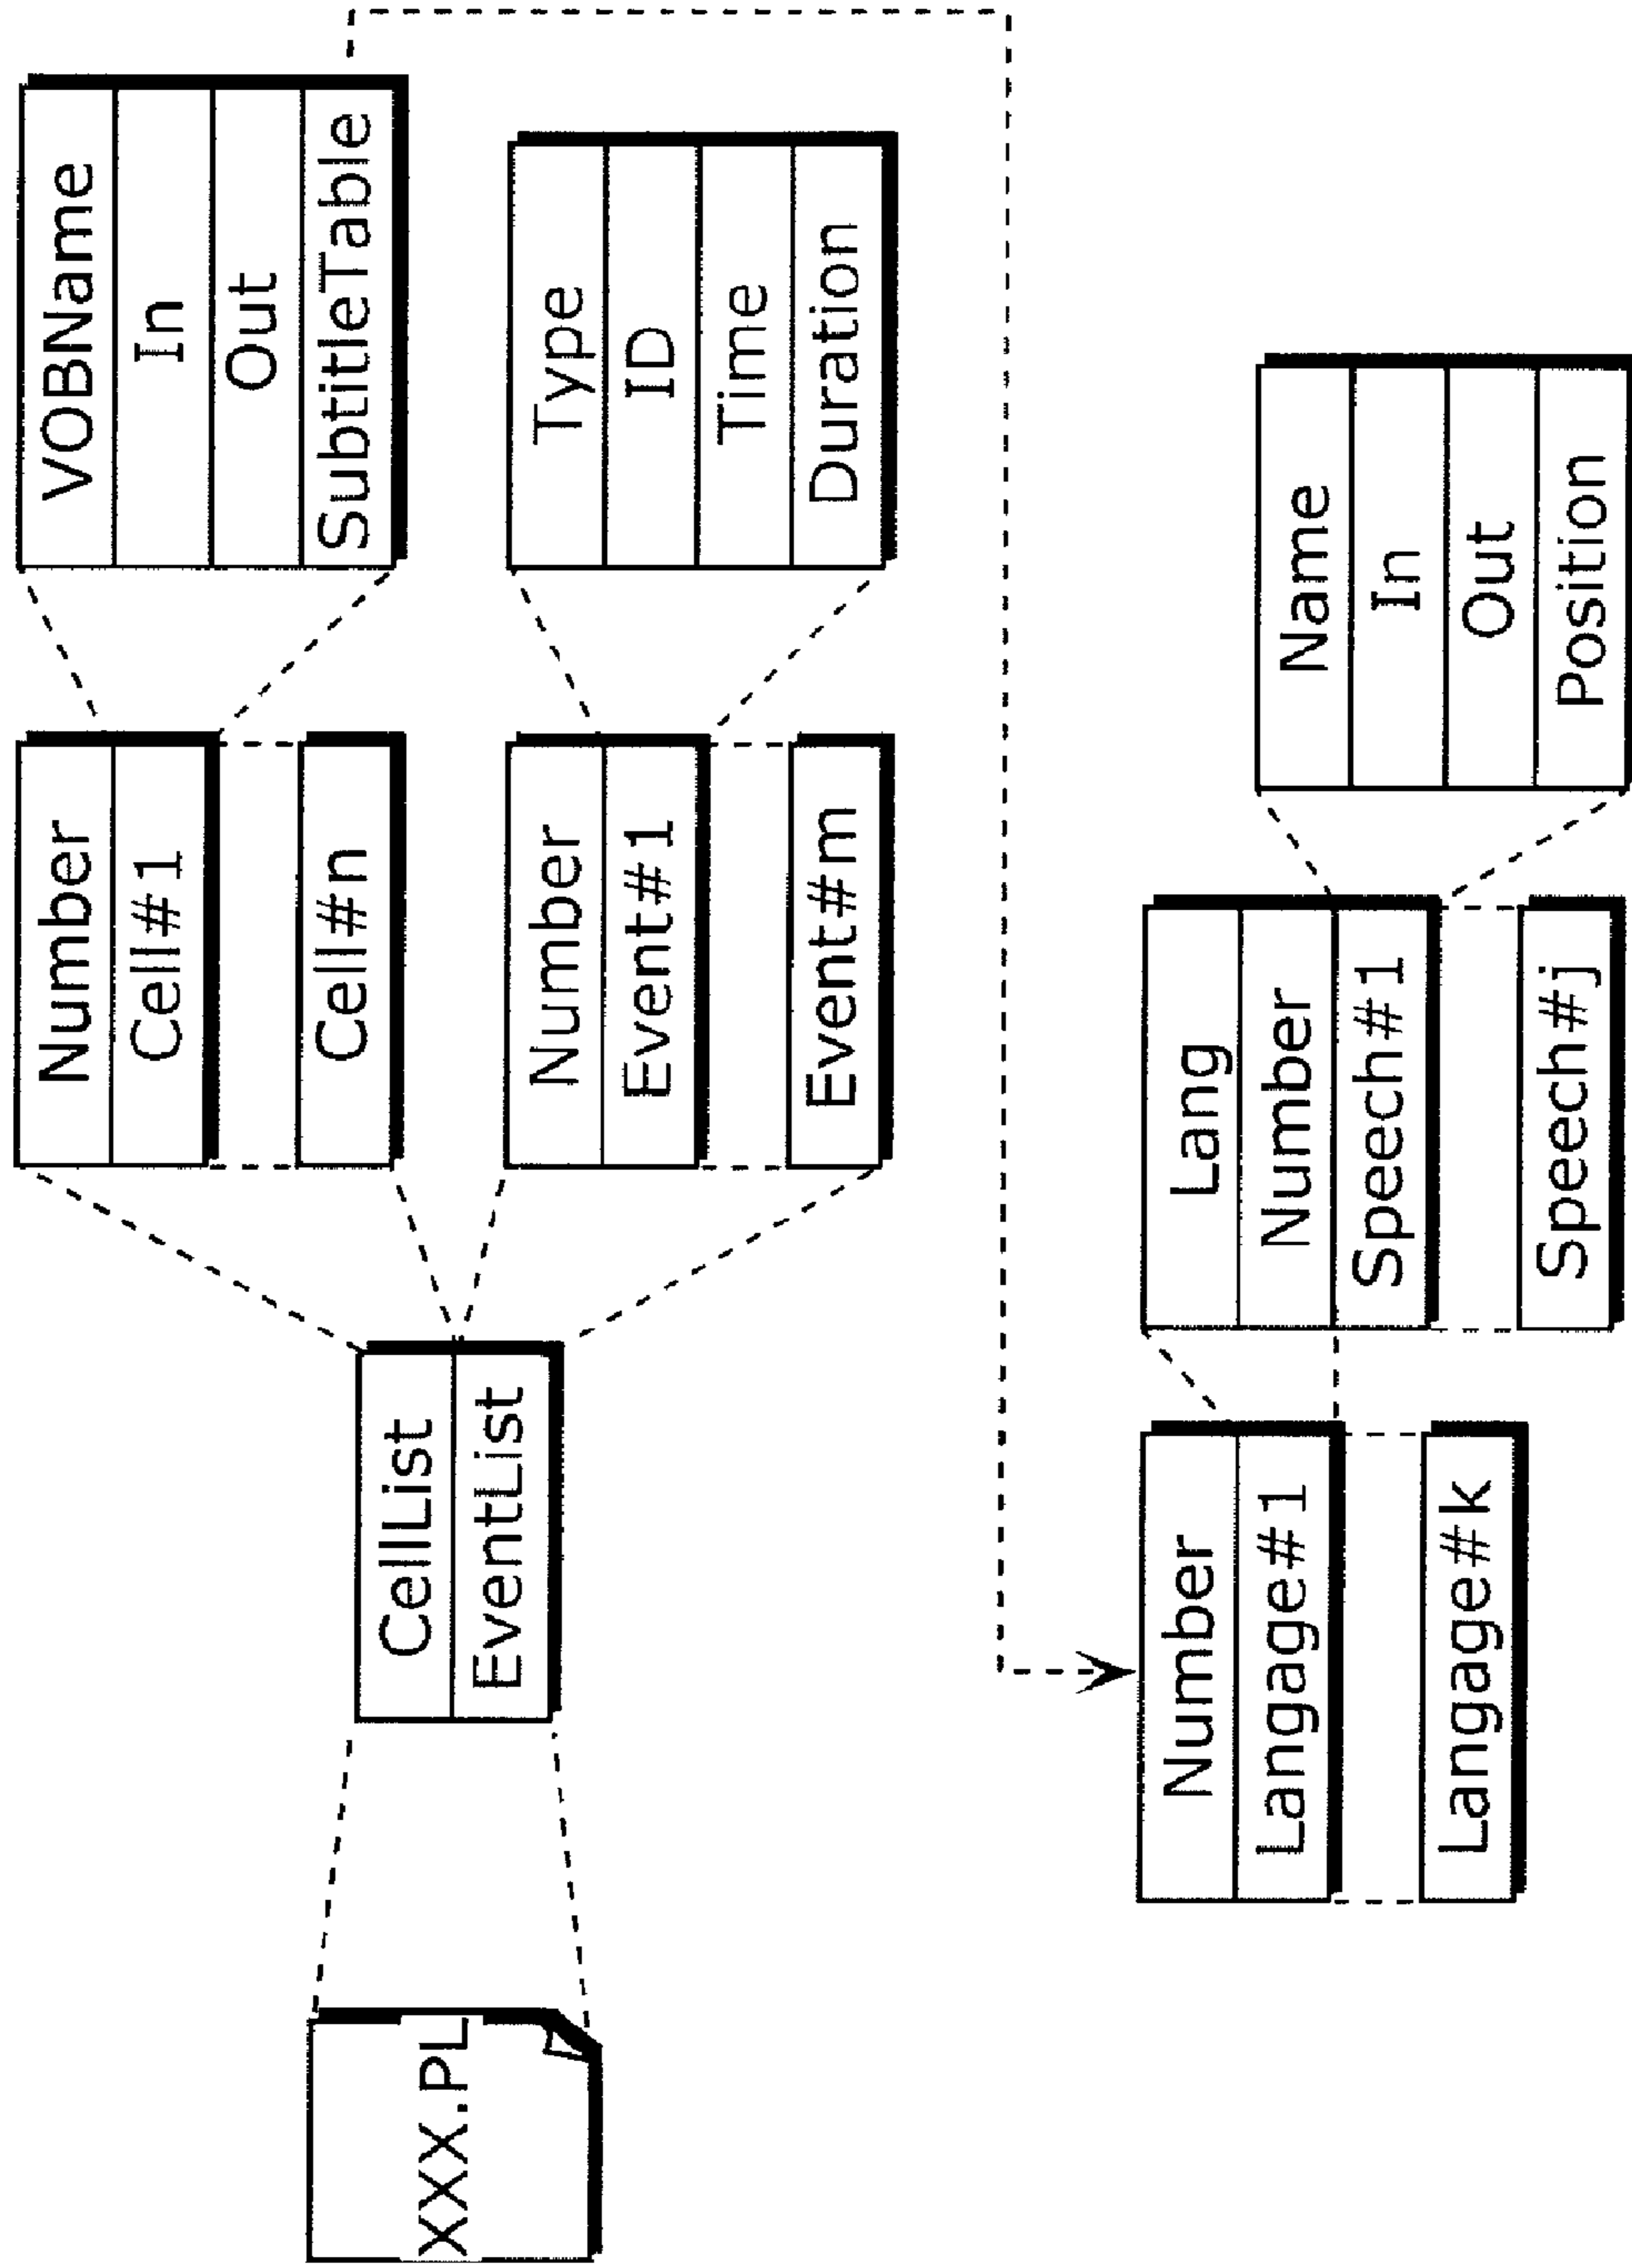 XXX.PL
CellList
EventList
Number
Cell#1
Cell#n
Number
Event#1
Event#m
VOBName
In
Out
SubtitleTable
Type
ID
Time
Duration
Number
Langage#1
Langage#k
Lang
Number
Speech#1
Speech#j
Name
In
Out
Position